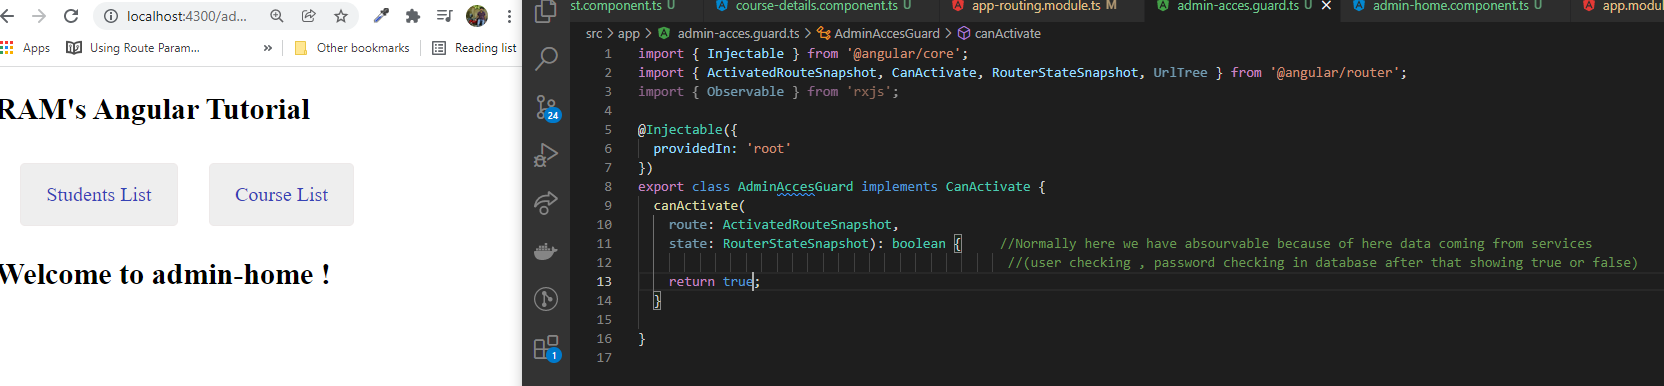 localhost:4300/ad...
Apps
Using Route Param...
»
Other bookmarks
Reading list
RAM's Angular Tutorial
Students List
Course List
Welcome to admin-home !
24
1
st.component.ts U
course-details.component.ts U
app-routing.module.ts M
admin-acces.guard.ts U
admin-home.component.ts U
app.modul
src > app > admin-acces.guard.ts > AdminAccesGuard > canActivate
1 import { Injectable } from '@angular/core';
2 import { ActivatedRouteSnapshot, CanActivate, RouterStateSnapshot, UrlTree } from '@angular/router';
3 import { Observable } from 'rxjs';
4
5 @Injectable({
6 providedIn: 'root'
7 })
8 export class AdminAccesGuard implements CanActivate {
9 canActivate(
10 route: ActivatedRouteSnapshot,
11 state: RouterStateSnapshot): boolean { //Normally here we have absourvable because of here data coming from services
12 //(user checking , password checking in database after that showing true or false)
13 return true;
14 }
15
16 }
17